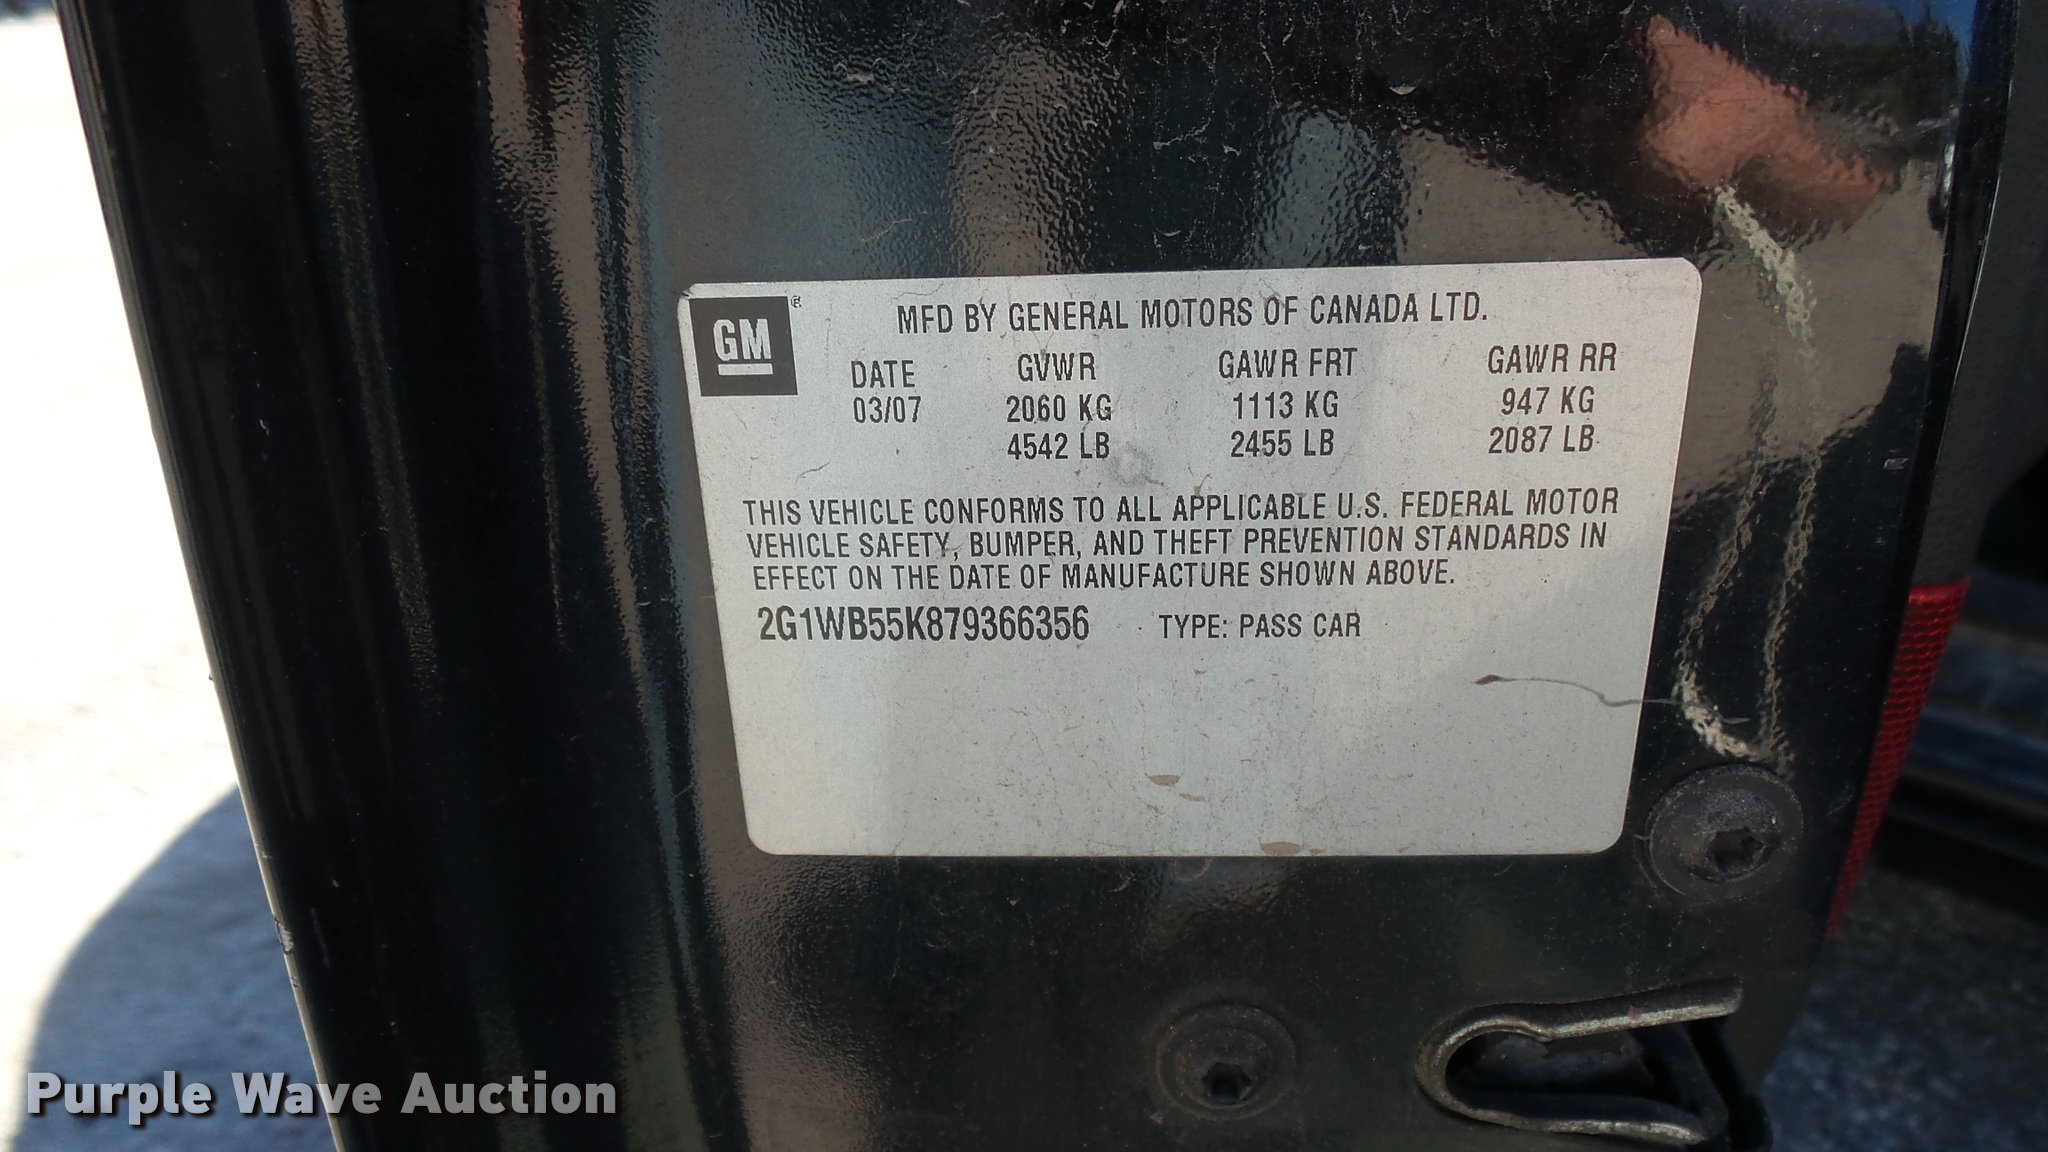 GM®
MFD BY GENERAL MOTORS OF CANADA LTD.
DATE GVWR GAWR FRT GAWR RR
03/07 2060 KG 1113 KG 947 KG
4542 LB 2455 LB 2087 LB
THIS VEHICLE CONFORMS TO ALL APPLICABLE U.S. FEDERAL MOTOR
VEHICLE SAFETY, BUMPER, AND THEFT PREVENTION STANDARDS IN
EFFECT ON THE DATE OF MANUFACTURE SHOWN ABOVE.
2G1WB55K879366356 TYPE: PASS CAR
Purple Wave Auction